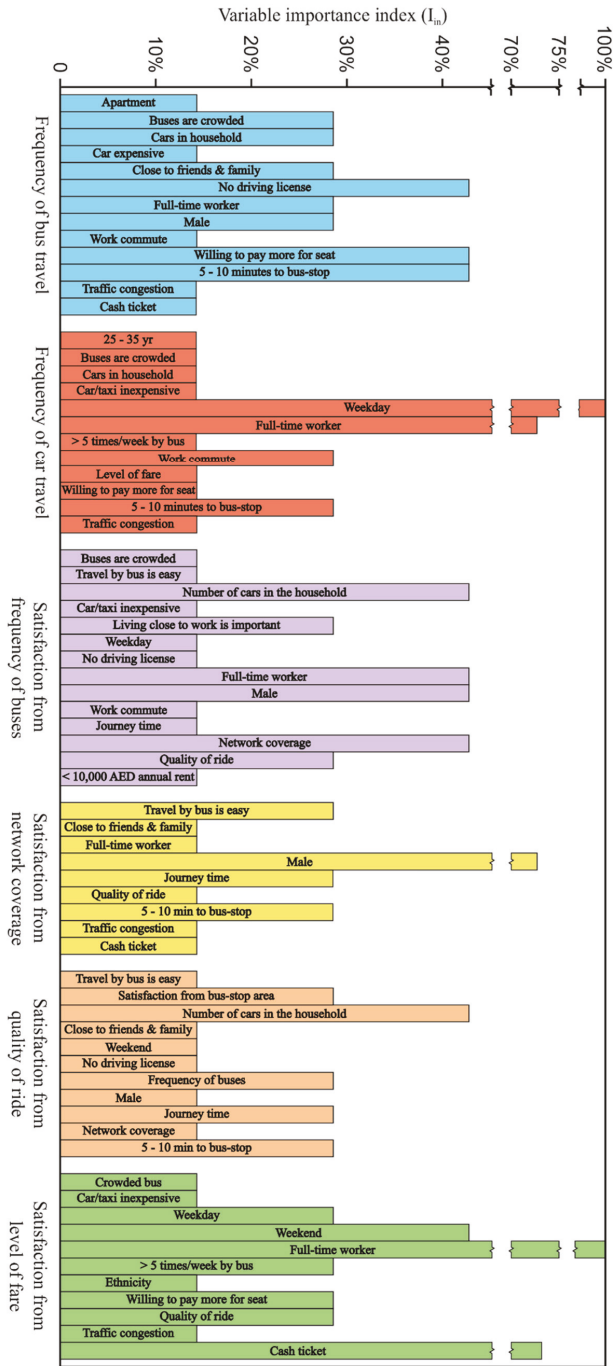 Variable importance index (Iin)
0
10%
20%
30%
70%
75%
100%
Frequency of bus travel
Apartment
Buses are crowded
Cars in household
Car expensive
Close to friends & family
No driving license
Full-time worker
Male
Work commute
Willing to pay more for seat
5 - 10 minutes to bus-stop
Traffic congestion
Cash ticket
Frequency of car travel
25 - 35 yr
Buses are crowded
Cars in household
Car/taxi inexpensive
Weekday
Full-time worker
> 5 times/week by bus
Work commute
Level of fare
Willing to pay more for seat
5 - 10 minutes to bus-stop
Traffic congestion
Satisfaction from
frequency of buses
Buses are crowded
Travel by bus is easy
Number of cars in the household
Car/taxi inexpensive
Living close to work is important
Weekday
No driving license
Full-time worker
Male
Work commute
Journey time
Network coverage
Quality of ride
< 10,000 AED annual rent
Satisfaction from
network coverage
Travel by bus is easy
Close to friends & family
Full-time worker
Male
Journey time
Quality of ride
5 - 10 min to bus-stop
Traffic congestion
Cash ticket
Satisfaction from
quality of ride
Travel by bus is easy
Satisfaction from bus-stop area
Number of cars in the household
Close to friends & family
Weekend
No driving license
Frequency of buses
Male
Journey time
Network coverage
5 - 10 min to bus-stop
Satisfaction from
level of fare
Crowded bus
Car/taxi inexpensive
Weekday
Weekend
Full-time worker
> 5 times/week by bus
Ethnicity
Willing to pay more for seat
Quality of ride
Traffic congestion
Cash ticket